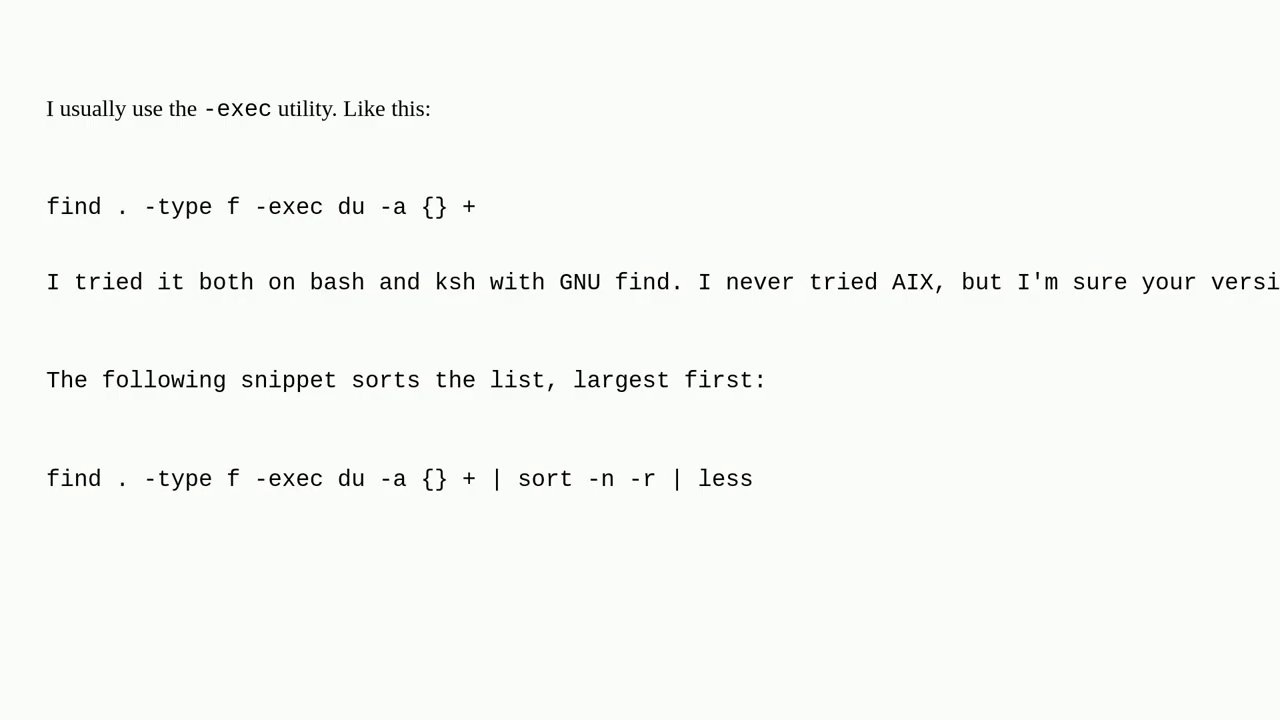 I usually use the -exec utility. Like this:
find . -type f -exec du -a {} +
I tried it both on bash and ksh with GNU find. I never tried AIX, but I'm sure your
The following snippet sorts the list, largest first:
find . -type f -exec du -a {} + | sort -n -r | less